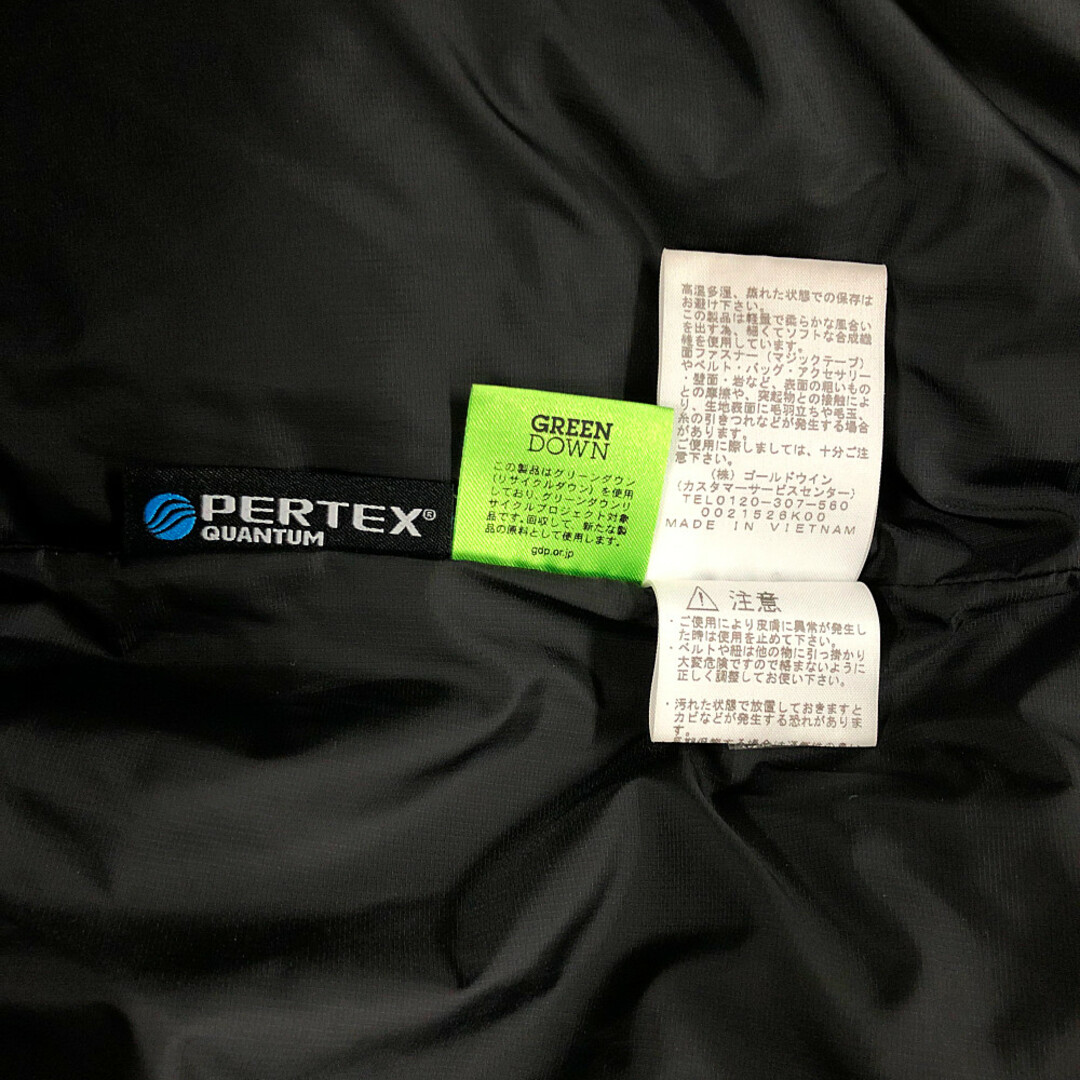 PERTEX®
QUANTUM
GREEN
DOWN
この製品はグリーンダウン
(リサイクルダウン)を使用
しており、グリーンダウンリ
サイクルプロジェクト対象
品です。回収して、新たな製
品の原料として使用します。
gdp.or.jp
高温多湿、蒸れた状態での保存は
お避け下さい。
この製品は軽量で柔らかな風合い
を出す為、細くてソフトな合成繊
維を使用しています。
面ファスナー(マジックテープ)
やベルト・バッグ・アクセサリー
・壁面・岩など、表面の粗いもの
との摩擦や、突起物との接触によ
り、生地表面に毛羽立ちや毛玉、
糸の引きつれなどが発生する場合
があります。
ご使用に際しましては、十分ご注
意下さい。
(株)ゴールドウイン
(カスタマーサービスセンター)
TEL0120-307-560
0021526K00
MADE IN VIETNAM
⚠ 注意
・ご使用により皮膚に異常が発生し
た時は使用を止めて下さい。
・ベルトや紐は他の物に引っ掛かり
大変危険ですので絡まないように
正しく調整してお使い下さい。
・汚れた状態で放置しておきますと
カビなどが発生する恐れがありま
す。